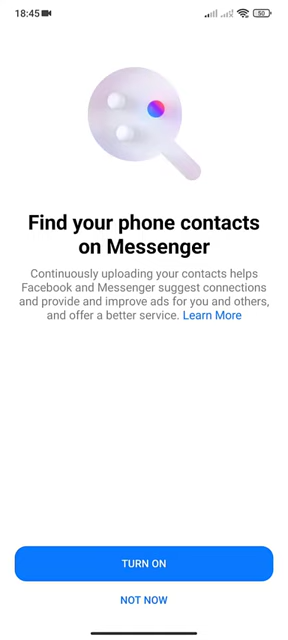 18:45
50
Find your phone contacts
on Messenger
Continuously uploading your contacts helps
Facebook and Messenger suggest connections
and provide and improve ads for you and others,
and offer a better service. Learn More
TURN ON
NOT NOW